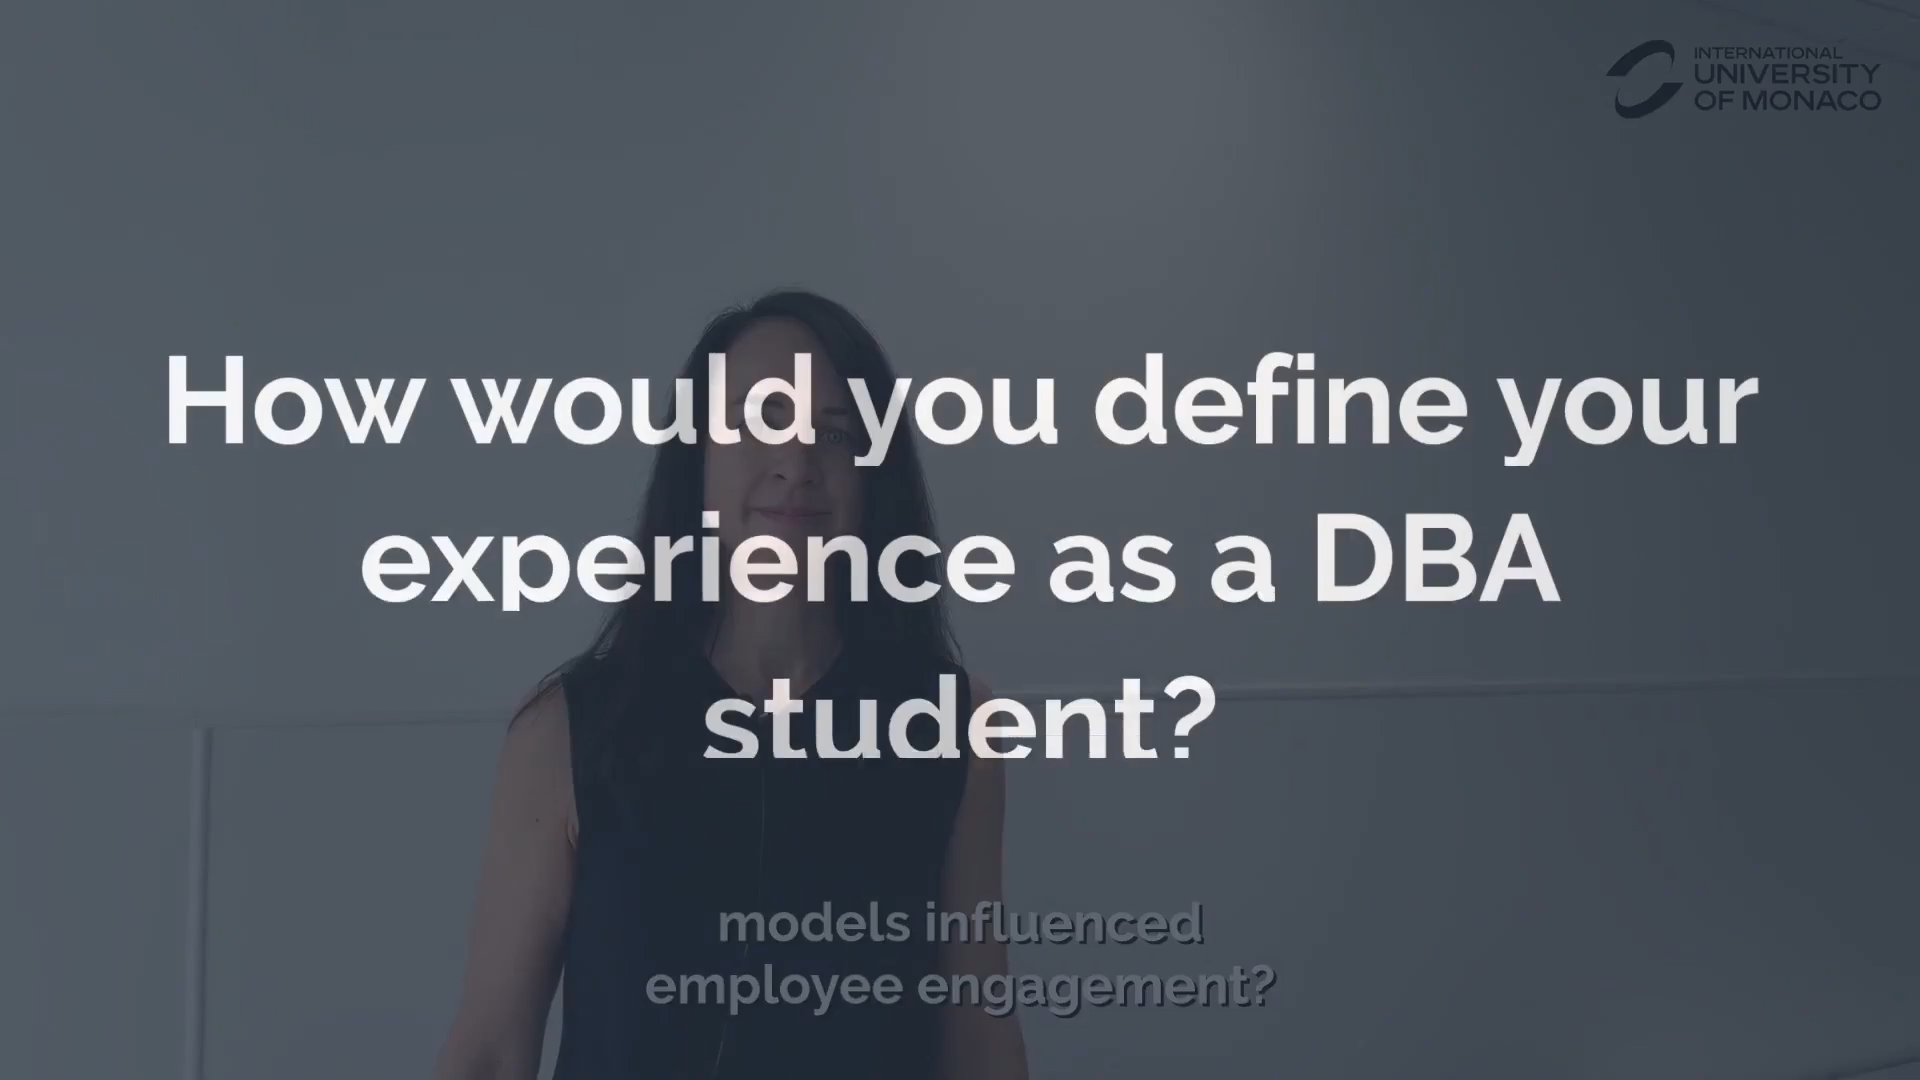 INTERNATIONAL
UNIVERSITY
OF MONACO
How would you define your
experience as a DBA
student?
models influenced
employee engagement?